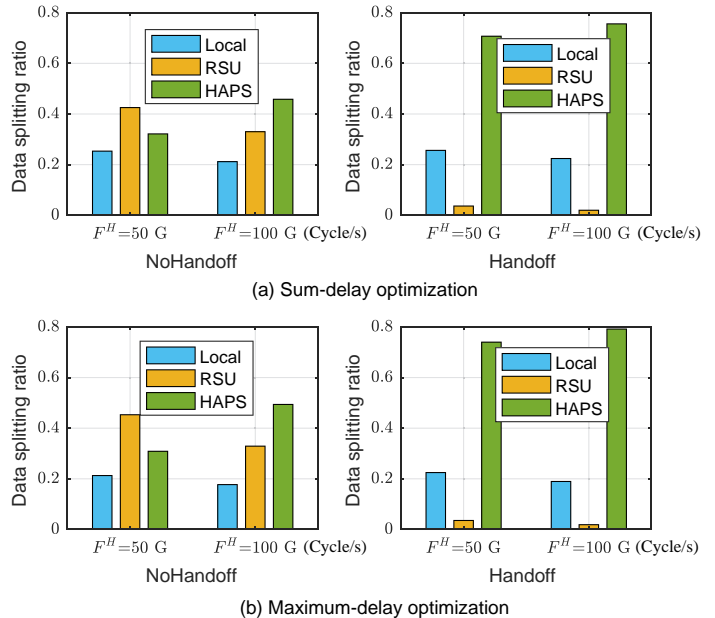 0.8
0.6
0.4
0.2
0
Data splitting ratio
Local
RSU
HAPS
F^H=50 G
F^H=100 G (Cycle/s)
NoHandoff
0.8
0.6
0.4
0.2
0
Data splitting ratio
Local
RSU
HAPS
F^H=50 G
F^H=100 G (Cycle/s)
Handoff
(a) Sum-delay optimization
0.8
0.6
0.4
0.2
0
Data splitting ratio
Local
RSU
HAPS
F^H=50 G
F^H=100 G (Cycle/s)
NoHandoff
0.8
0.6
0.4
0.2
0
Data splitting ratio
Local
RSU
HAPS
F^H=50 G
F^H=100 G (Cycle/s)
Handoff
(b) Maximum-delay optimization